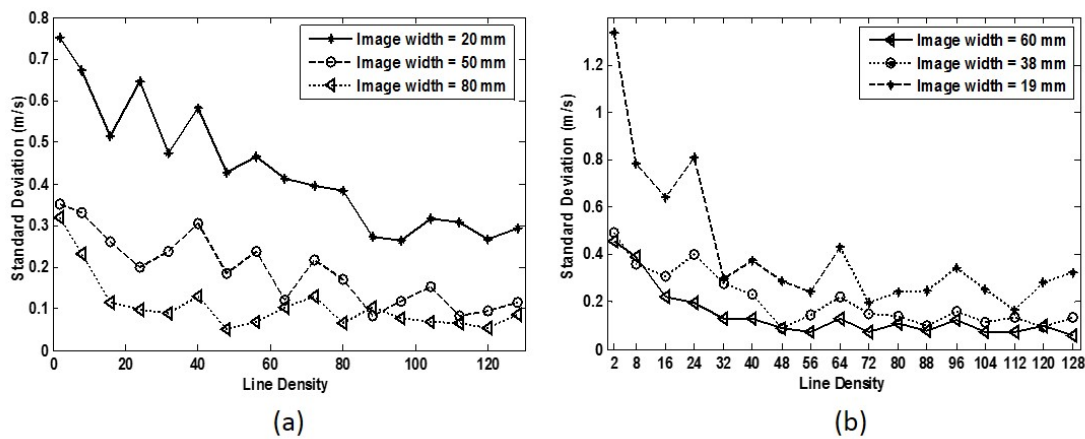 0.8
0.7
0.6
0.5
0.4
0.3
0.2
0.1
0
Standard Deviation (m/s)
0 20 40 60 80 100 120
Line Density
Image width = 20 mm
Image width = 50 mm
Image width = 80 mm
(a)
1.2
1
0.8
0.6
0.4
0.2
0
Standard Deviation (m/s)
2 8 16 24 32 40 48 56 64 72 80 88 96 104 112 120 128
Line Density
Image width = 60 mm
Image width = 38 mm
Image width = 19 mm
(b)